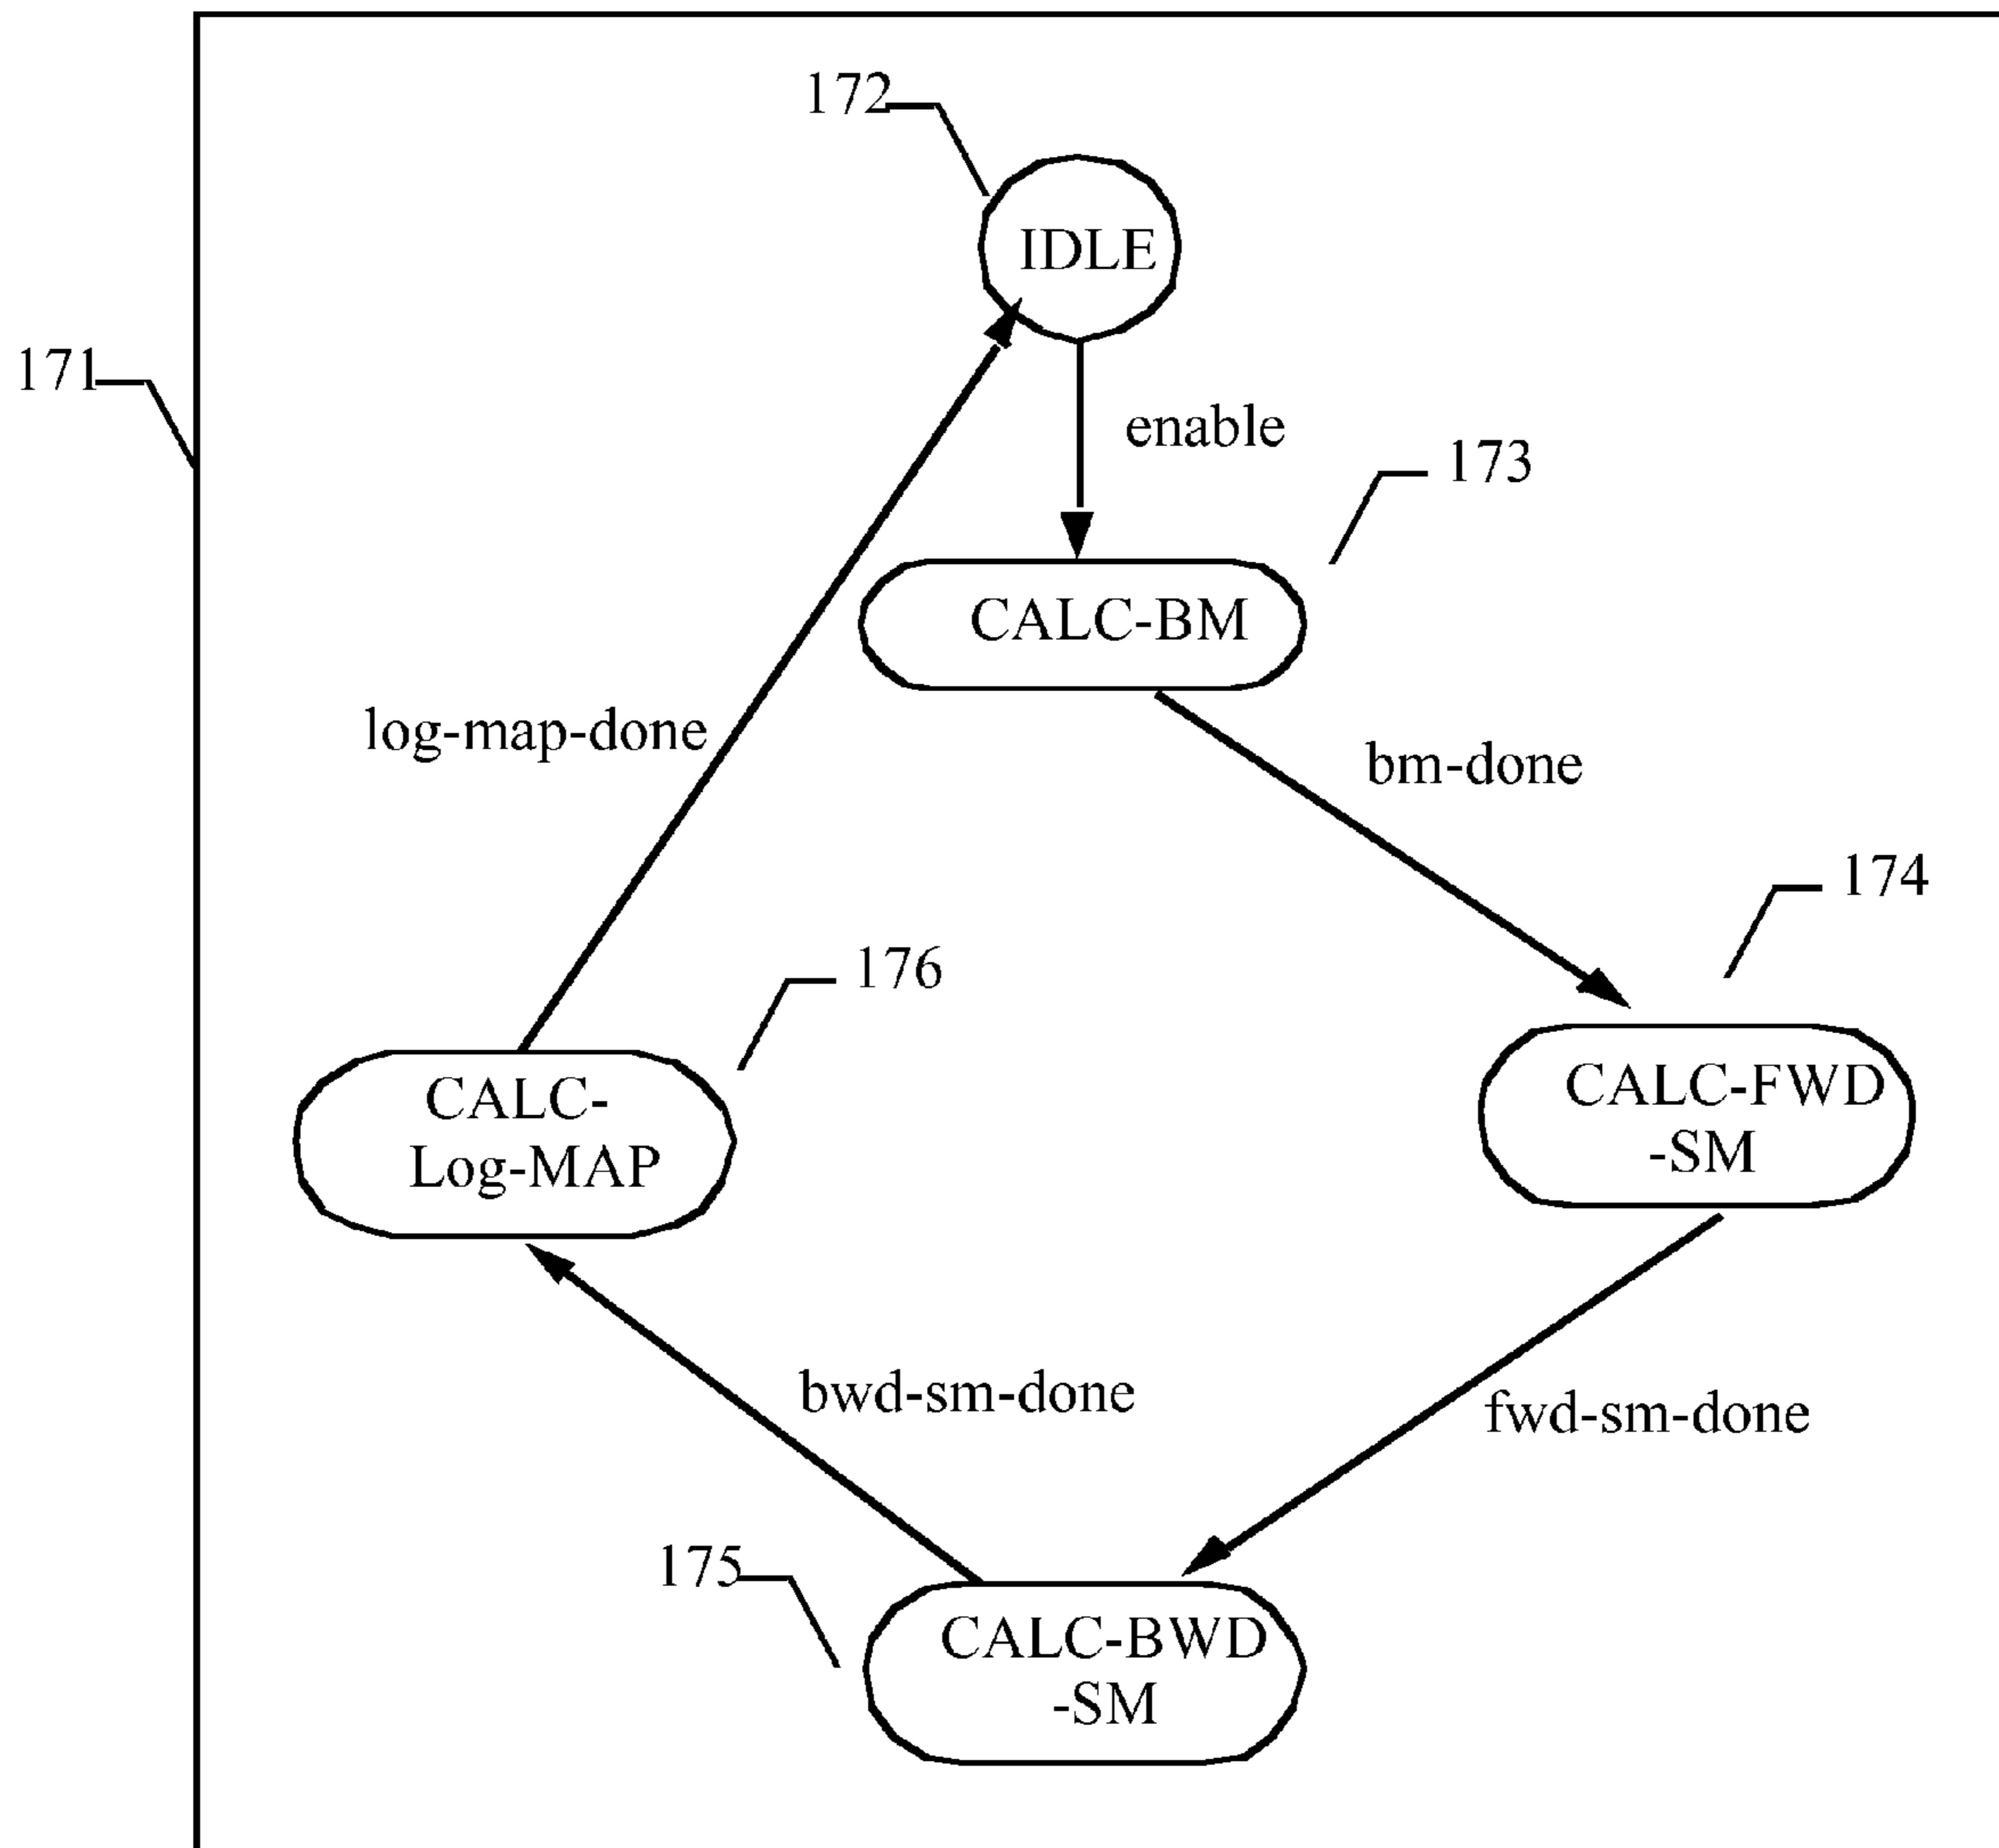 172
IDLE
171
enable
173
CALC-BM
log-map-done
bm-done
174
176
CALC-FWD
-SM
CALC-
Log-MAP
bwd-sm-done
fwd-sm-done
175
CALC-BWD
-SM